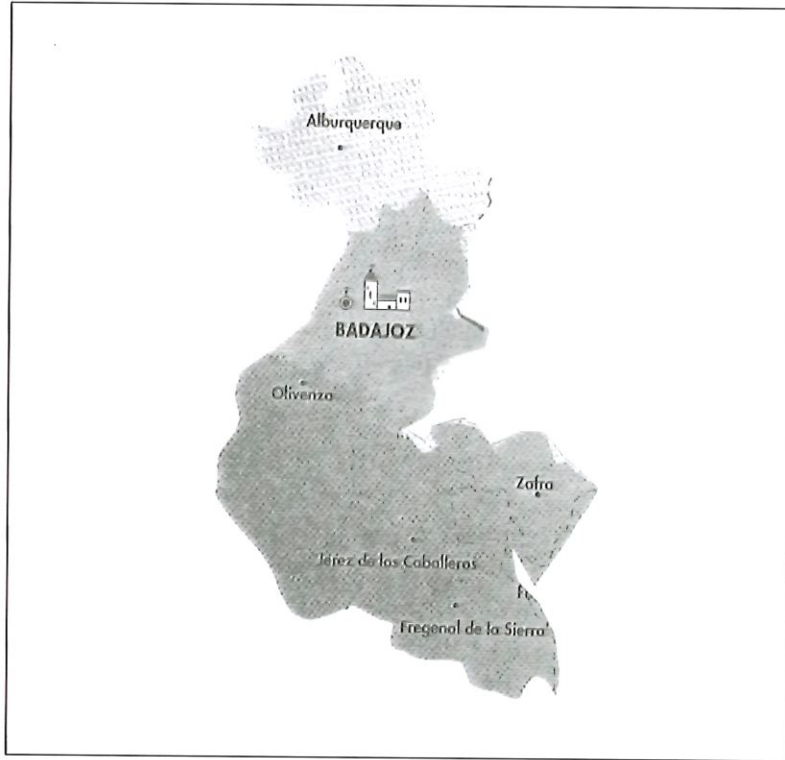 Alburquerque
BADAJOZ
Olivenza
Zafra
Jerez de los Caballeros
Fregenal de la Sierra